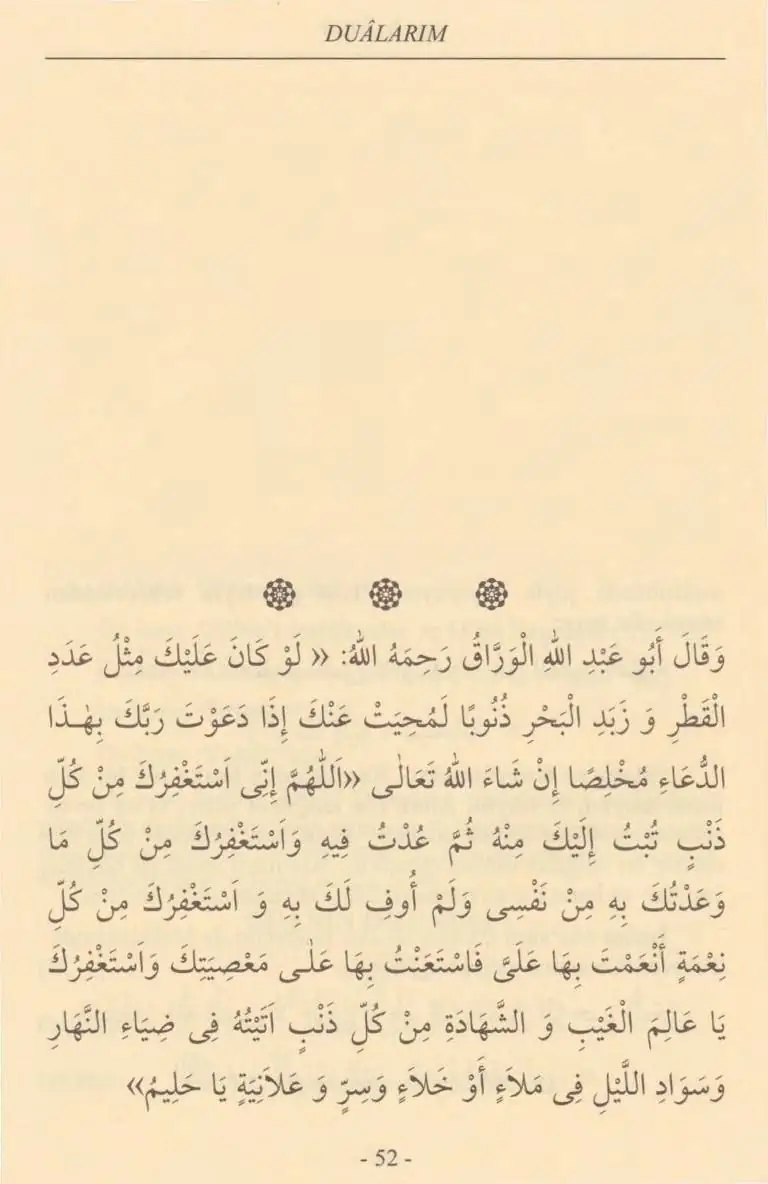 DUÂLARIM
وَقَالَ أَبُو عَبْدِ اللهِ الْوَرَّاقُ رَحِمَهُ اللهُ: « لَوْ كَانَ عَلَيْكَ مِثْلُ عَدَدِ
الْقَطْرِ وَ زَبَدِ الْبَحْرِ ذُنُوبًا لَمُحِيَتْ عَنْكَ إِذَا دَعَوْتَ رَبَّكَ بِهٰذَا
الدُّعَاءِ مُخْلِصًا إِنْ شَاءَ اللهُ تَعَالٰى «اَللّٰهُمَّ إِنِّى اَسْتَغْفِرُكَ مِنْ كُلِّ
ذَنْبٍ تُبْتُ إِلَيْكَ مِنْهُ ثُمَّ عُدْتُ فِيهِ وَاَسْتَغْفِرُكَ مِنْ كُلِّ مَا
وَعَدْتُكَ بِهِ مِنْ نَفْسِى وَلَمْ أُوفِ لَكَ بِهِ وَ اَسْتَغْفِرُكَ مِنْ كُلِّ
نِعْمَةٍ أَنْعَمْتَ بِهَا عَلَىَّ فَاسْتَعَنْتُ بِهَا عَلٰى مَعْصِيَتِكَ وَاَسْتَغْفِرُكَ
يَا عَالِمَ الْغَيْبِ وَ الشَّهَادَةِ مِنْ كُلِّ ذَنْبٍ اَتَيْتُهُ فِى ضِيَاءِ النَّهَارِ
وَسَوَادِ اللَّيْلِ فِى مَلَاءٍ أَوْ خَلَاءٍ وَسِرٍّ وَ عَلَانِيَةٍ يَا حَلِيمُ»
- 52 -